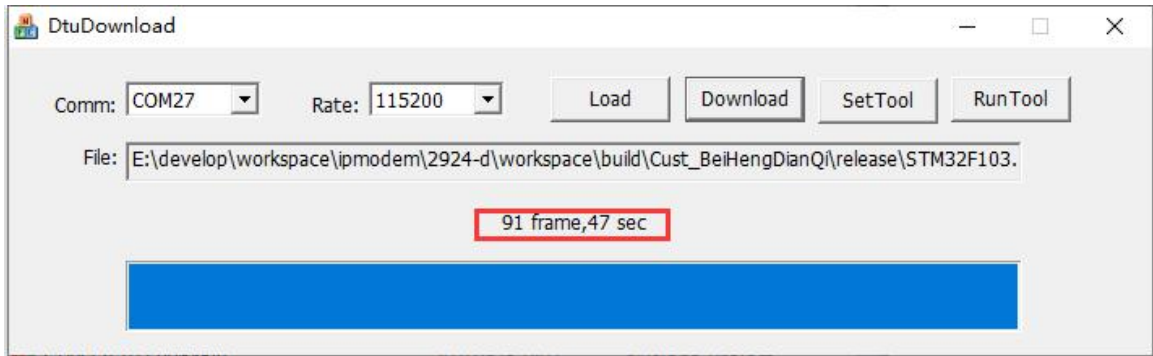 DtuDownload
Comm: COM27 Rate: 115200 Load Download SetTool RunTool
File: E:\develop\workspace\ipmodem\2924-d\workspace\build\Cust_BeiHengDianQi\release\STM32F103.
91 frame,47 sec